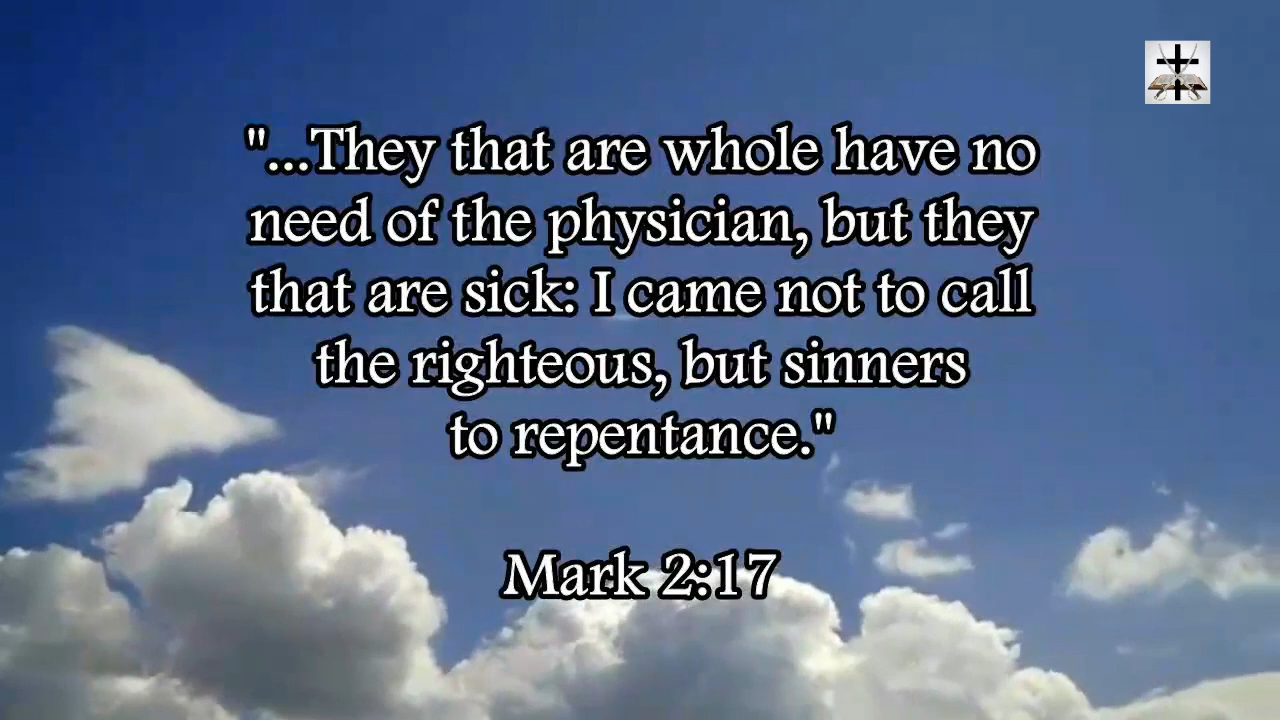 "...They that are whole have no
need of the physician, but they
that are sick: I came not to call
the righteous, but sinners
to repentance."
Mark 2:17